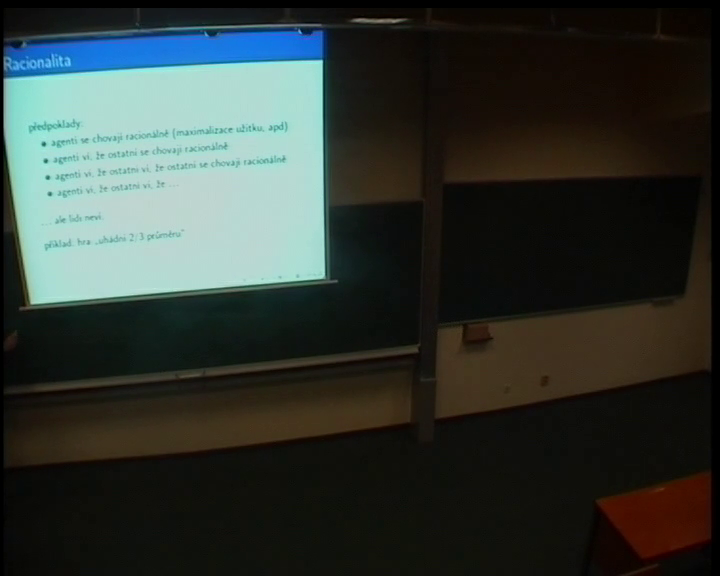 Racionalita
předpoklady:
• agenti se chovají racionálně (maximalizace užitku, apd)
• agenti ví, že ostatní se chovají racionálně
• agenti ví, že ostatní ví, že ostatní se chovají racionálně
• agenti ví, že ostatní ví, že ...
... ale lidi neví.
příklad: hra „uhádni 2/3 průměru"